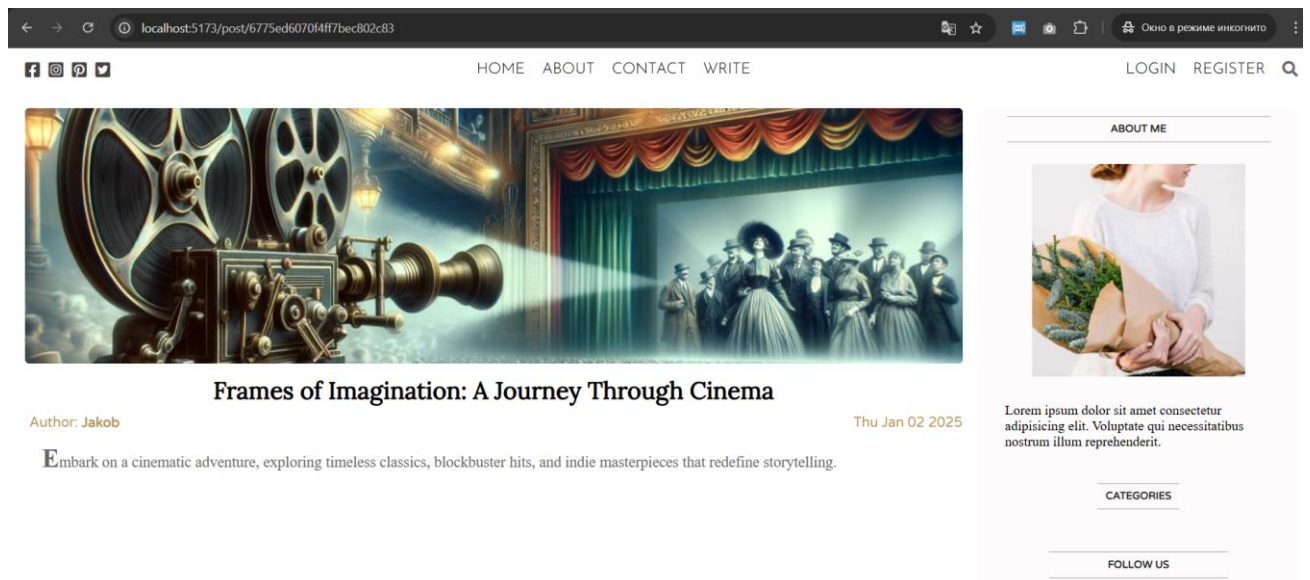 localhost:5173/post/6775ed6070f4ff7bec802c83
Окно в режиме инкогнито
HOME ABOUT CONTACT WRITE
LOGIN REGISTER
ABOUT ME
Frames of Imagination: A Journey Through Cinema
Author: Jakob
Thu Jan 02 2025
Embark on a cinematic adventure, exploring timeless classics, blockbuster hits, and indie masterpieces that redefine storytelling.
Lorem ipsum dolor sit amet consectetur
adipisicing elit. Voluptate qui necessitatibus
nostrum illum reprehenderit.
CATEGORIES
FOLLOW US